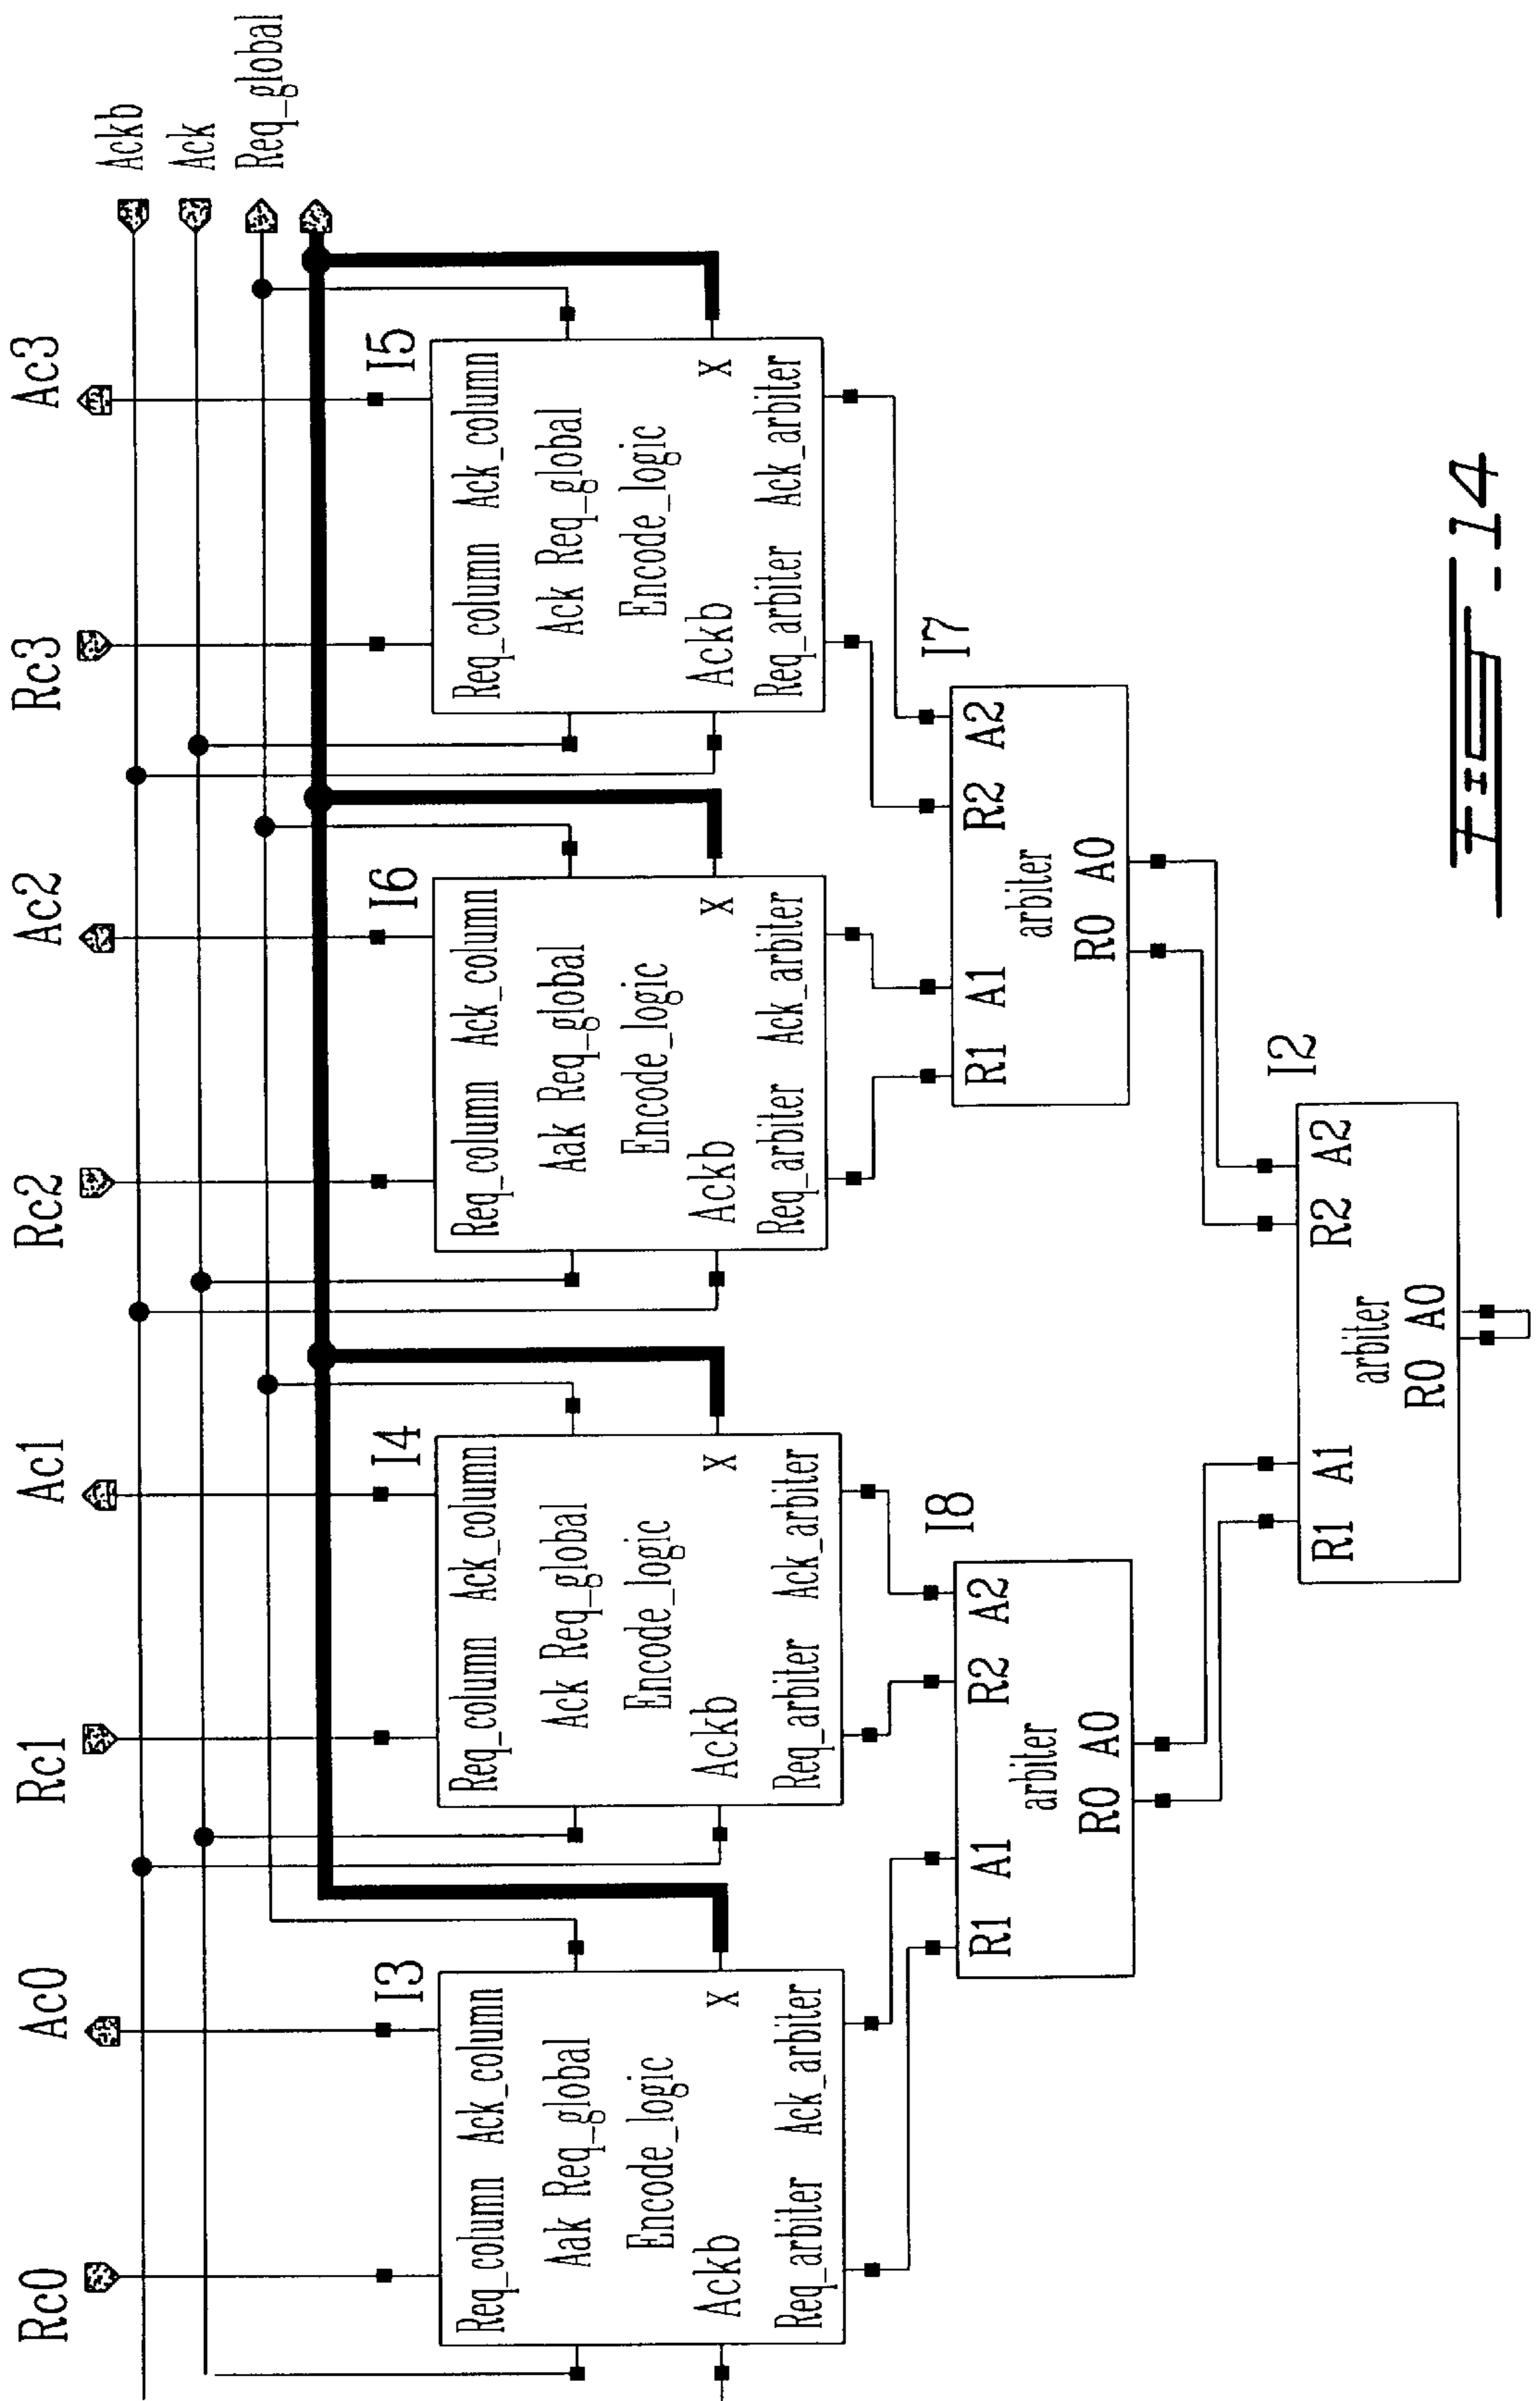 Rc0 Ac0 Rc1 Ac1 Rc2 Ac2 Rc3 Ac3
Ackb
Ack
Req_global
I3
Req_column Ack_column
Aak Req_global
Encode_logic
Ackb
X
Req_arbiter Ack_arbiter
I4
Req_column Ack_column
Ack Req_global
Encode_logic
Ackb
X
Req_arbiter Ack_arbiter
I6
Req_column Ack_column
Aak Req_global
Encode_logic
Ackb
X
Req_arbiter Ack_arbiter
I5
Req_column Ack_column
Ack Req_global
Encode_logic
Ackb
X
Req_arbiter Ack_arbiter
I8
R1 A1 R2 A2
arbiter
R0 A0
I7
R1 A1 R2 A2
arbiter
R0 A0
I2
R1 A1 R2 A2
arbiter
R0 A0
FIG-14